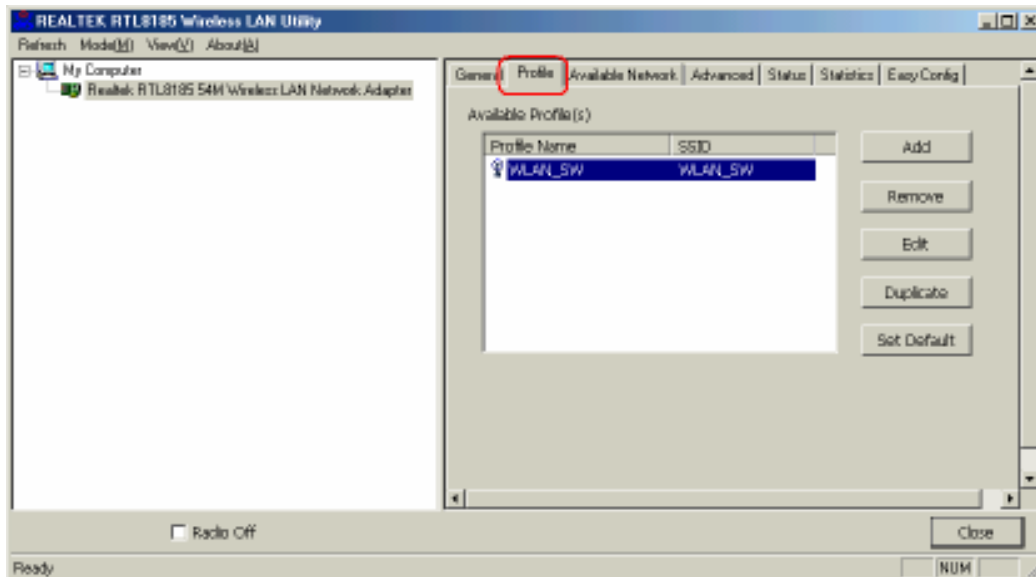 REALTEK RTL8185 Wireless LAN Utility
Refresh Mode(M) View(V) About(A)
My Computer
Realtek RTL8185 54M Wireless LAN Network Adapter
General Profile Available Network Advanced Status Statistics Easy Config
Available Profile(s)
Profile Name SSID
WLAN_SW WLAN_SW
Add
Remove
Edit
Duplicate
Set Default
Radio Off
Close
Ready
NUM